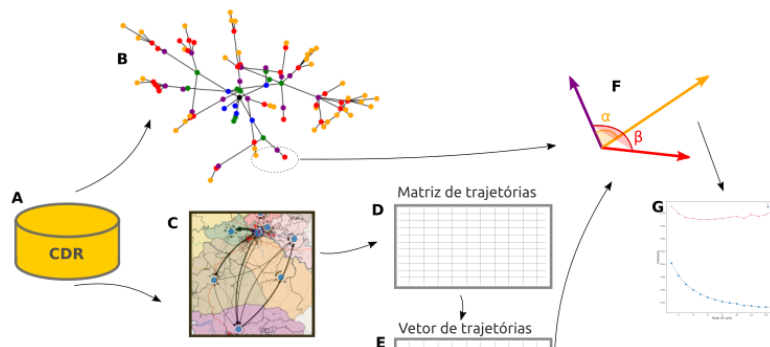 B
F
α
β
A
CDR
C
D
Matriz de trajetórias
G
E
Vetor de trajetórias